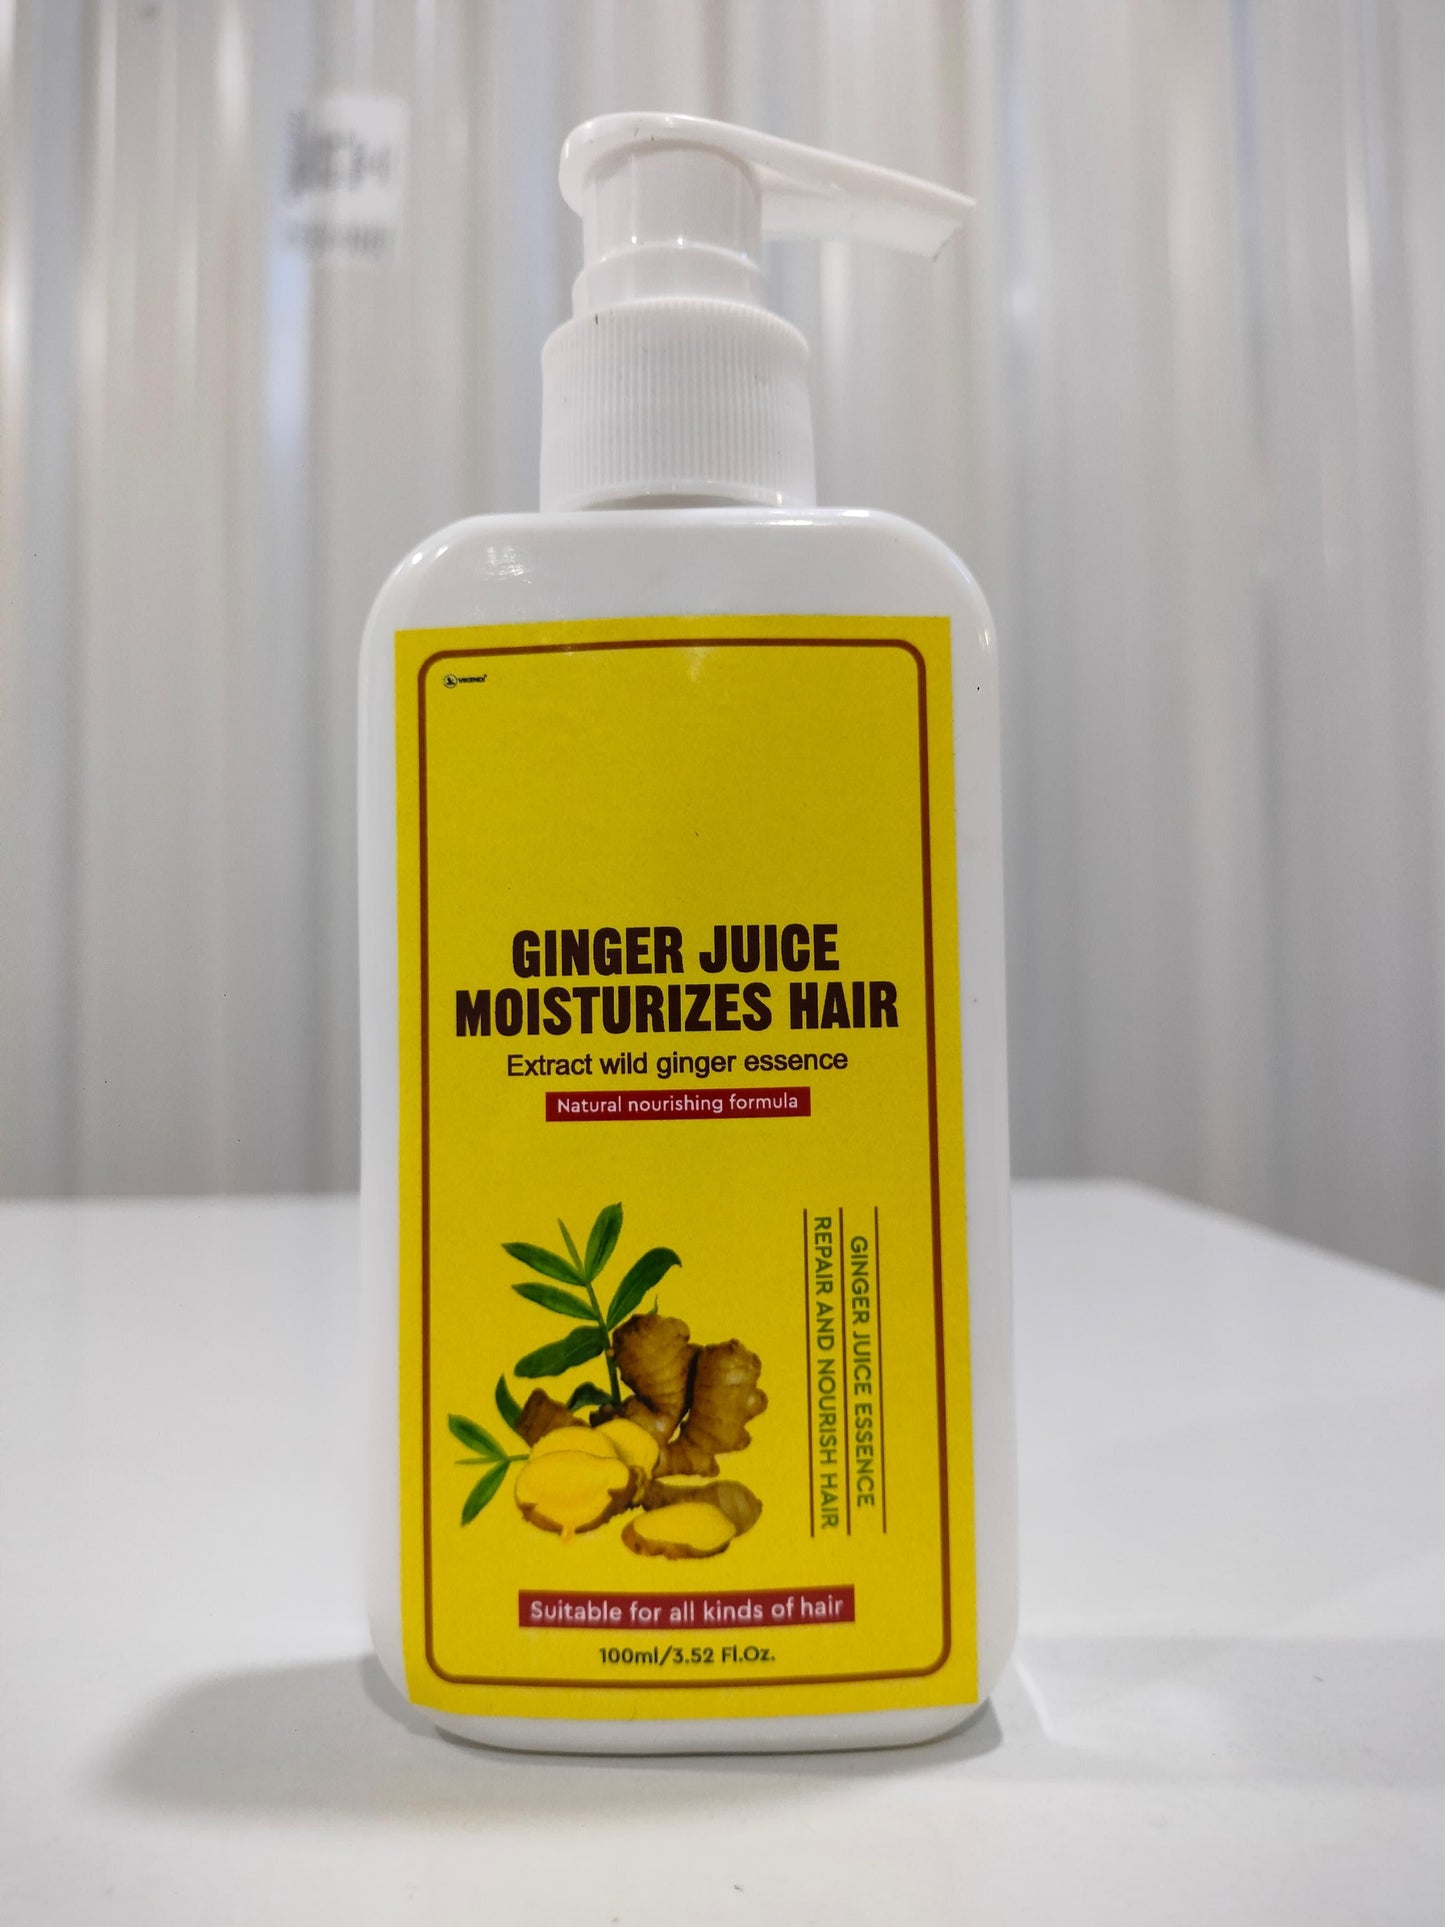 VIKENDI
GINGER JUICE
MOISTURIZES HAIR
Extract wild ginger essence
Natural nourishing formula
GINGER JUICE ESSENCE
REPAIR AND NOURISH HAIR
Suitable for all kinds of hair
100ml/3.52 Fl.Oz.